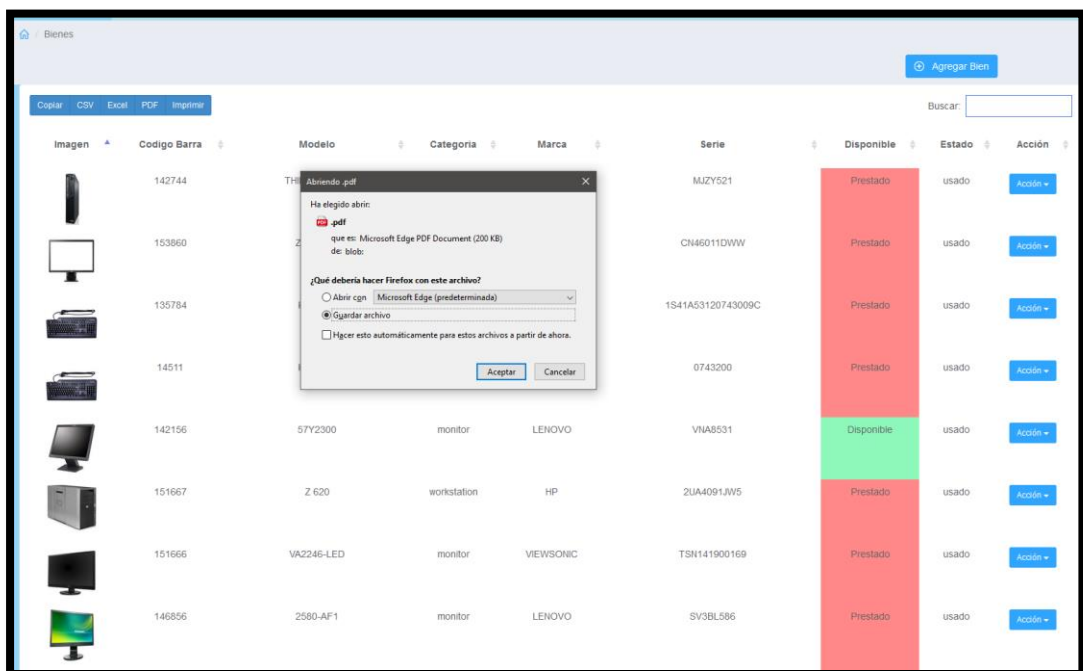 Bienes
Agregar Bien
Copiar CSV Excel PDF Imprimir Buscar:
Imagen Codigo Barra Modelo Categoria Marca Serie Disponible Estado Acción
142744 MJZY521 Prestado usado Acción
Abriendo .pdf
Ha elegido abrir:
.pdf
que es: Microsoft Edge PDF Document (200 KB)
de: blob:
¿Qué debería hacer Firefox con este archivo?
Abrir con Microsoft Edge (predeterminada)
Guardar archivo
Hacer esto automáticamente para estos archivos a partir de ahora.
Aceptar Cancelar
153860 CN46011DWW Prestado usado Acción
135784 1S41A53120743009C Prestado usado Acción
14511 0743200 Prestado usado Acción
142156 57Y2300 monitor LENOVO VNA8531 Disponible usado Acción
151667 Z 620 workstation HP 2UA4091JW5 Prestado usado Acción
151666 VA2246-LED monitor VIEWSONIC TSN141900169 Prestado usado Acción
146856 2580-AF1 monitor LENOVO SV3BL586 Prestado usado Acción